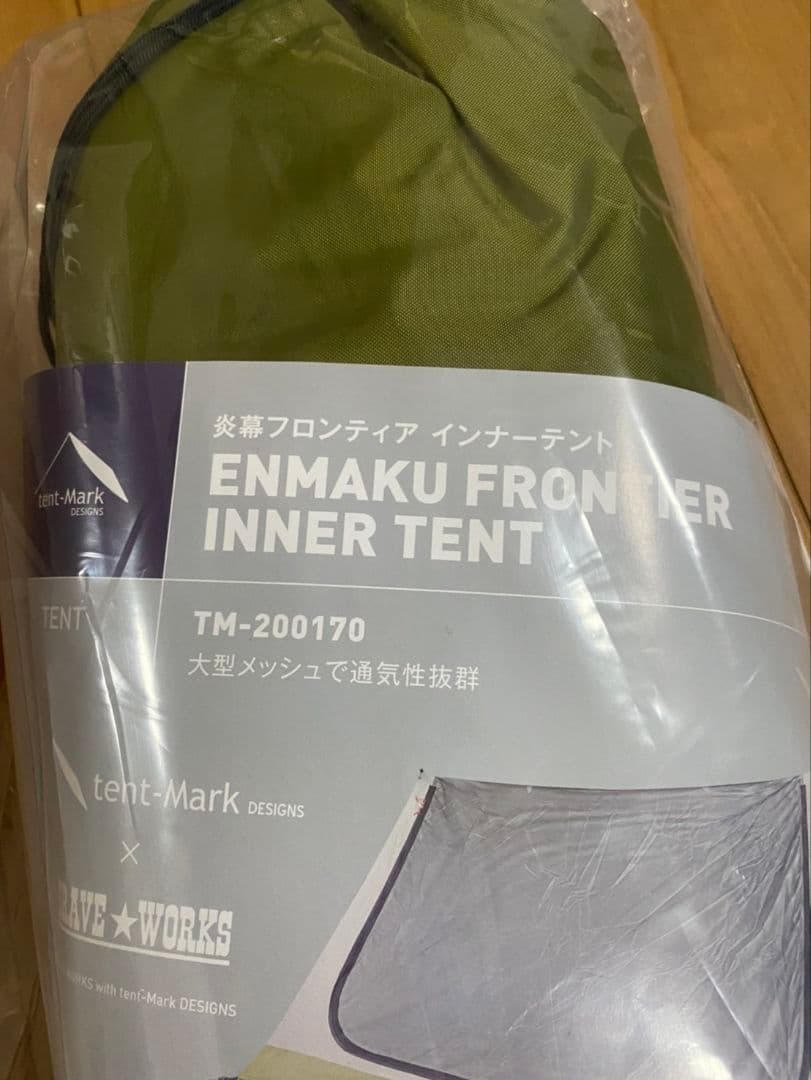 炎幕フロンティア インナーテント
ENMAKU FRONTIER
INNER TENT
tent-Mark
DESIGNS
TENT
TM-200170
大型メッシュで通気性抜群
tent-Mark DESIGNS
×
RAVE★WORKS
WORKS with tent-Mark DESIGNS